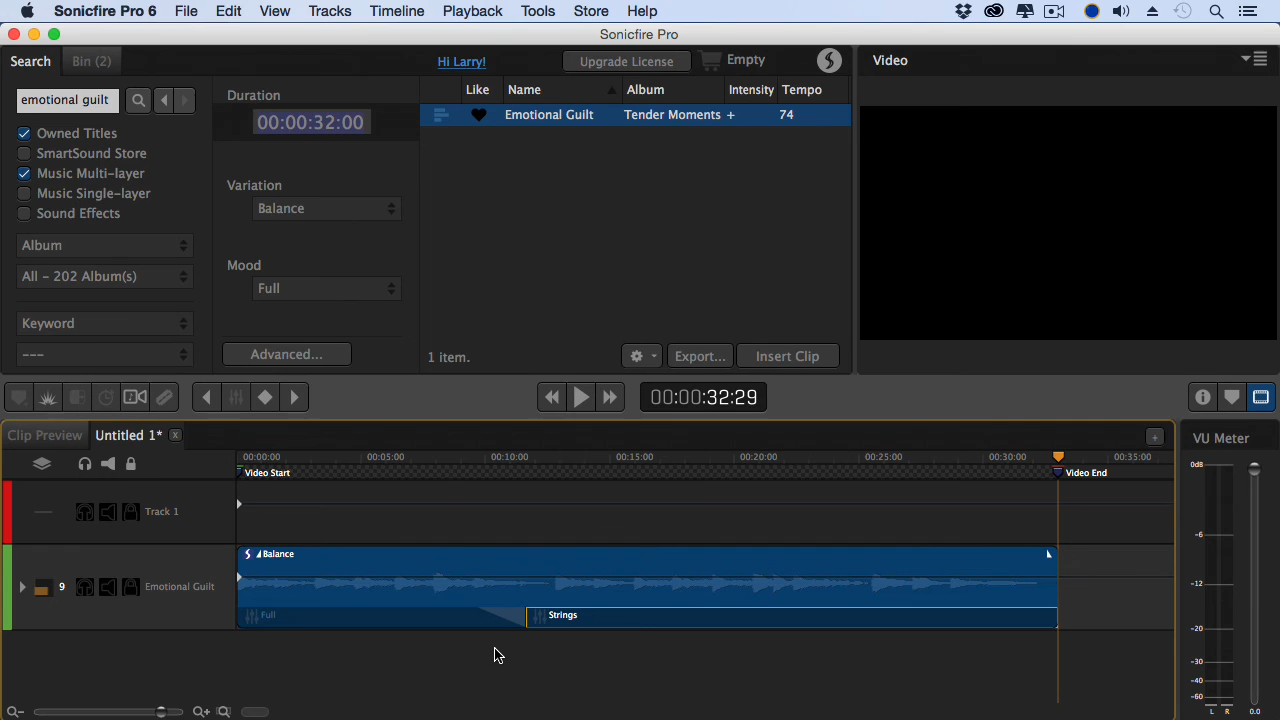 Sonicfire Pro 6 File Edit View Tracks Timeline Playback Tools Store Help
Sonicfire Pro
Search Bin (2) Hi Larry! Upgrade License Empty
Video
emotional guilt
Owned Titles
SmartSound Store
Music Multi-layer
Music Single-layer
Sound Effects
Album
All - 202 Album(s)
Keyword
---
Duration
00:00:32:00
Variation
Balance
Mood
Full
Advanced...
Like Name Album Intensity Tempo
Emotional Guilt Tender Moments + 74
1 item. Export... Insert Clip
00:00:32:29
Clip Preview Untitled 1* x +
00:00:00 00:05:00 00:10:00 00:15:00 00:20:00 00:25:00 00:30:00 00:35:00
Video Start Video End
Track 1
Balance
9 Emotional Guilt
Full Strings
VU Meter
0dB
-6
-12
-20
-30
-40
-60
L R 0.0